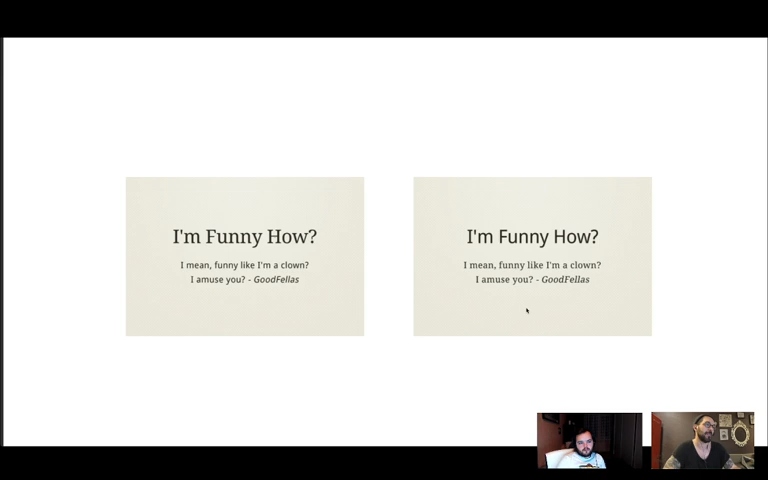 I'm Funny How?
I mean, funny like I'm a clown?
I amuse you? - GoodFellas
I'm Funny How?
I mean, funny like I'm a clown?
I amuse you? - GoodFellas